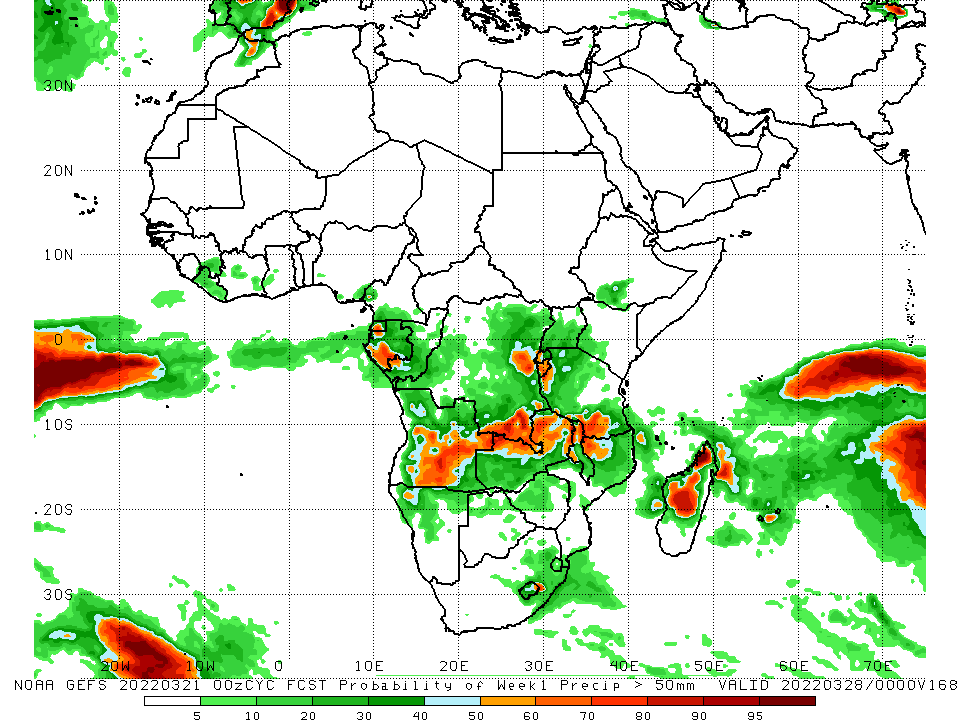 30N
20N
10N
0
10S
20S
30S
20W 10W 0 10E 20E 30E 40E 50E 60E 70E
NOAA GEFS 20220321 00zCYC FCST Probability of Week1 Precip > 50mm VALID 20220328/0000V168
5 10 20 30 40 50 60 70 80 90 95